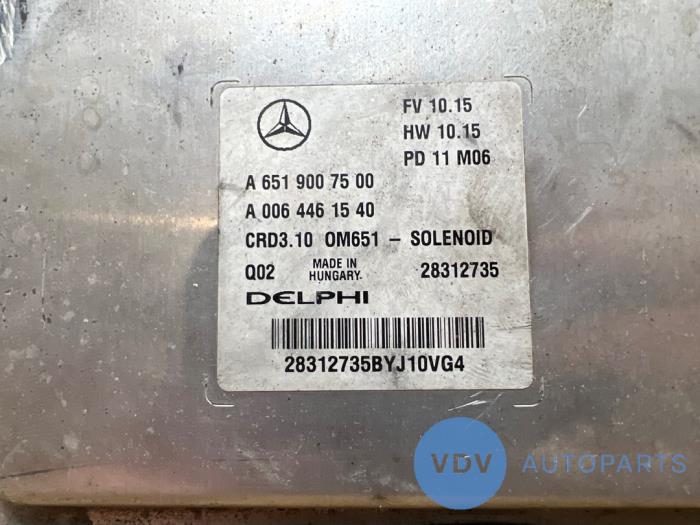 FV 10.15
HW 10.15
PD 11 M06
A 651 900 75 00
A 006 446 15 40
CRD3.10 OM651 – SOLENOID
Q02 MADE IN HUNGARY. 28312735
DELPHI
28312735BYJ10VG4
VDV AUTOPARTS